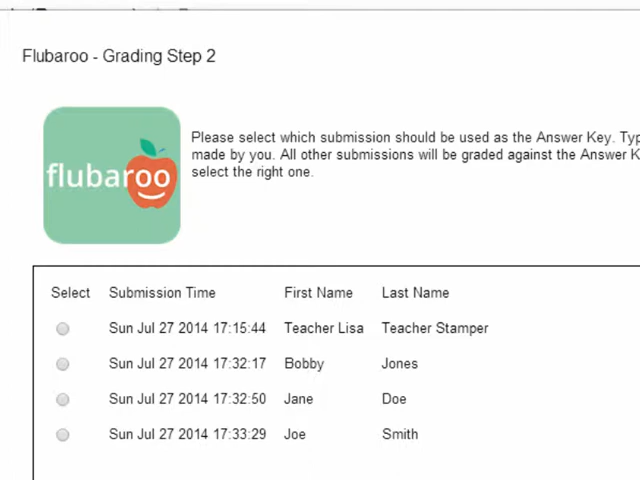 Flubaroo - Grading Step 2
flubaroo
Please select which submission should be used as the Answer Key.
made by you. All other submissions will be graded against the Answer
select the right one.
Select Submission Time First Name Last Name
Sun Jul 27 2014 17:15:44 Teacher Lisa Teacher Stamper
Sun Jul 27 2014 17:32:17 Bobby Jones
Sun Jul 27 2014 17:32:50 Jane Doe
Sun Jul 27 2014 17:33:29 Joe Smith